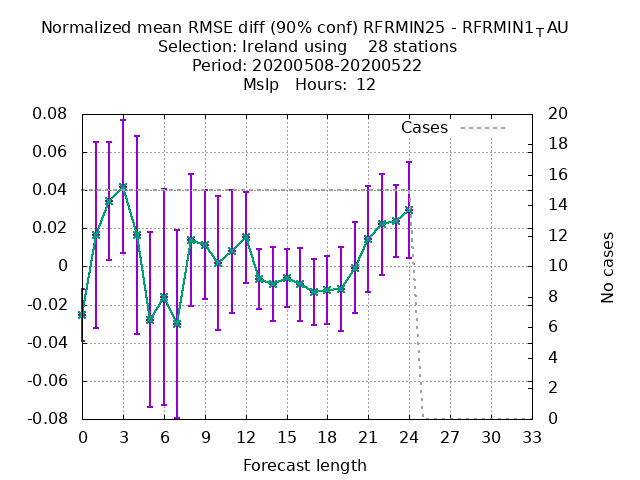 Normalized mean RMSE diff (90% conf) RFRMIN25 - RFRMIN1TAU
Selection: Ireland using 28 stations
Period: 20200508-20200522
Mslp Hours: 12
Cases
0.08
0.06
0.04
0.02
0
-0.02
-0.04
-0.06
-0.08
20
18
16
14
12
10
8
6
4
2
0
No cases
0 3 6 9 12 15 18 21 24 27 30 33
Forecast length